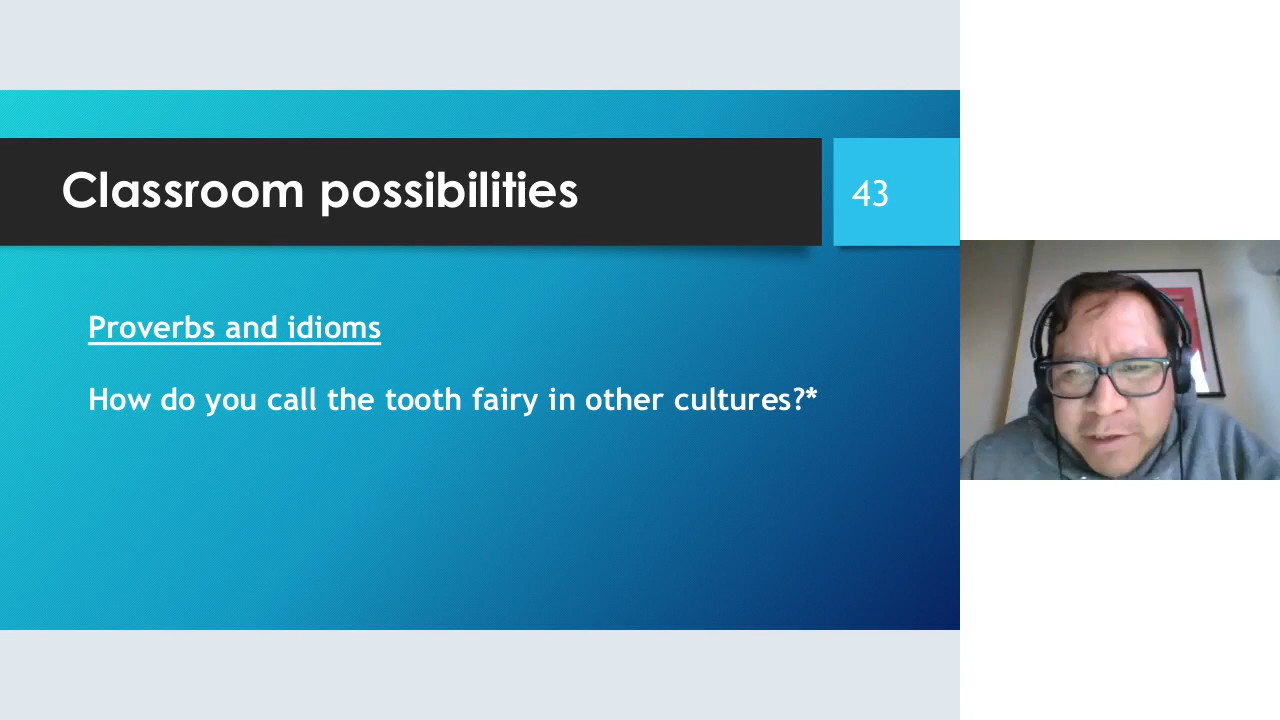 Classroom possibilities
43
Proverbs and idioms
How do you call the tooth fairy in other cultures?*